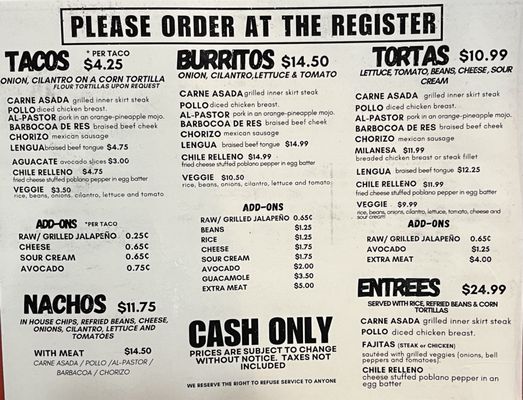 PLEASE ORDER AT THE REGISTER
TACOS * PER TACO $4.25
ONION, CILANTRO ON A CORN TORTILLA
FLOUR TORTILLAS UPON REQUEST
CARNE ASADA grilled inner skirt steak
POLLO diced chicken breast.
AL-PASTOR pork in an orange-pineapple mojo.
BARBOCOA DE RES braised beef cheek
CHORIZO mexican sausage
LENGUA braised beef tongue $4.75
AGUACATE avocado slices $3.00
CHILE RELLENO $4.75
fried cheese stuffed poblano pepper in egg batter
VEGGIE $3.50
rice, beans, onions, cilantro, lettuce and tomato
ADD-ONS *PER TACO
RAW/ GRILLED JALAPEÑO 0.25¢
CHEESE 0.65¢
SOUR CREAM 0.65¢
AVOCADO 0.75¢
NACHOS $11.75
IN HOUSE CHIPS, REFRIED BEANS, CHEESE,
ONIONS, CILANTRO, LETTUCE AND
TOMATOES
WITH MEAT $14.50
CARNE ASADA / POLLO /AL-PASTOR /
BARBACOA / CHORIZO
BURRITOS $14.50
ONION, CILANTRO,LETTUCE & TOMATO
CARNE ASADA grilled inner skirt steak
POLLO diced chicken breast.
AL-PASTOR pork in an orange-pineapple mojo.
BARBOCOA DE RES braised beef cheek
CHORIZO mexican sausage
LENGUA braised beef tongue $14.99
CHILE RELLENO $14.99
fried cheese stuffed poblano pepper in egg batter
VEGGIE $10.50
rice, beans, onions, cilantro, lettuce and tomato
ADD-ONS
RAW/ GRILLED JALAPEÑO 0.65¢
BEANS $1.25
RICE $1.25
CHEESE $1.75
SOUR CREAM $1.75
AVOCADO $2.00
GUACAMOLE $3.50
EXTRA MEAT $5.00
CASH ONLY
PRICES ARE SUBJECT TO CHANGE
WITHOUT NOTICE. TAXES NOT
INCLUDED
WE RESERVE THE RIGHT TO REFUSE SERVICE TO ANYONE
TORTAS $10.99
LETTUCE, TOMATO, BEANS, CHEESE, SOUR
CREAM
CARNE ASADA grilled inner skirt steak
POLLO diced chicken breast.
AL-PASTOR pork in an orange-pineapple mojo.
BARBOCOA DE RES braised beef cheek
CHORIZO mexican sausage
MILANESA $11.99
breaded chicken breast or steak fillet
LENGUA braised beef tongue $12.25
CHILE RELLENO $11.99
fried cheese stuffed poblano pepper in egg batter
VEGGIE $9.99
rice, beans, onions, cilantro, lettuce, tomato, cheese and
sour cream
ADD-ONS
RAW/ GRILLED JALAPEÑO 0.65¢
AVOCADO $1.25
EXTRA MEAT $4.00
ENTREES $24.99
SERVED WITH RICE, REFRIED BEANS & CORN
TORTILLAS
CARNE ASADA grilled inner skirt steak
POLLO diced chicken breast.
FAJITAS (STEAK or CHICKEN)
sautéed with grilled veggies (onions, bell
peppers and tomatoes).
CHILE RELLENO
cheese stuffed poblano pepper in an
egg batter